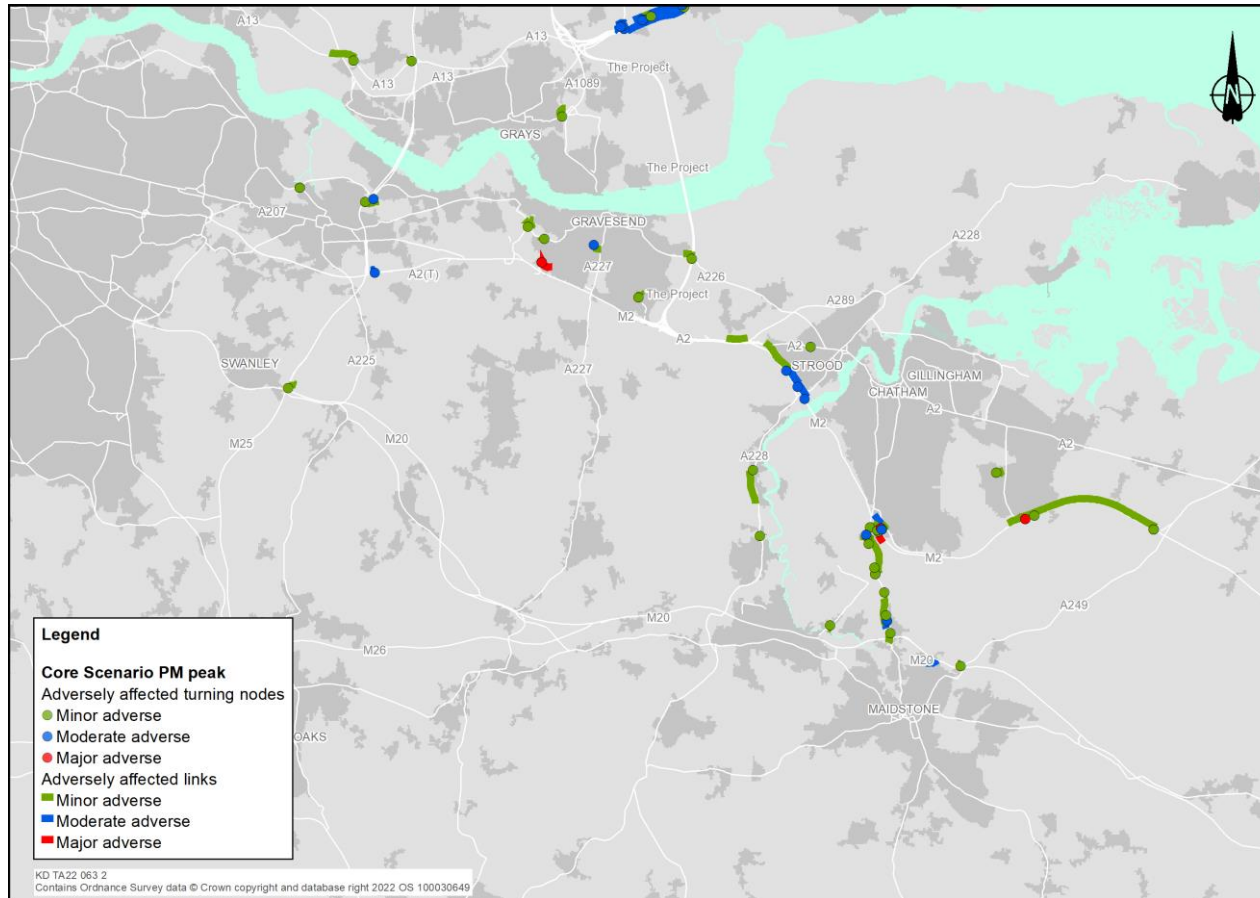 A13
A13
A13
A13
The Project
A1089
N
GRAYS
The Project
A207
GRAVESEND
A228
A2(T)
A227
A226
The Project
A289
M2
A2
A2
STROOD
SWANLEY
A225
A227
GILLINGHAM
CHATHAM
A2
M25
M20
M2
A2
A228
M2
A249
M20
M26
M20
MAIDSTONE
OAKS
Legend
Core Scenario PM peak
Adversely affected turning nodes
Minor adverse
Moderate adverse
Major adverse
Adversely affected links
Minor adverse
Moderate adverse
Major adverse
KD TA22 063 2
Contains Ordnance Survey data © Crown copyright and database right 2022 OS 100030649